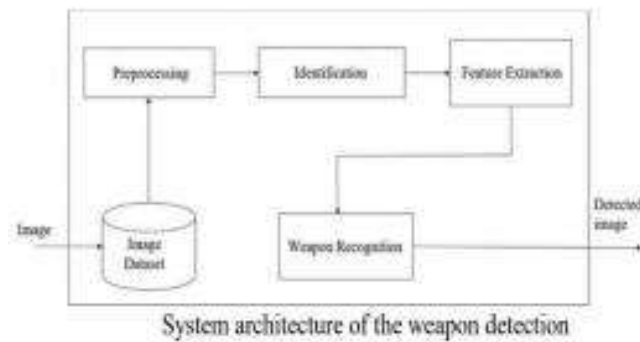 Preprocessing
Identification
Feature Extraction
Image
Image
Dataset
Weapon Recognition
Detected
image
System architecture of the weapon detection